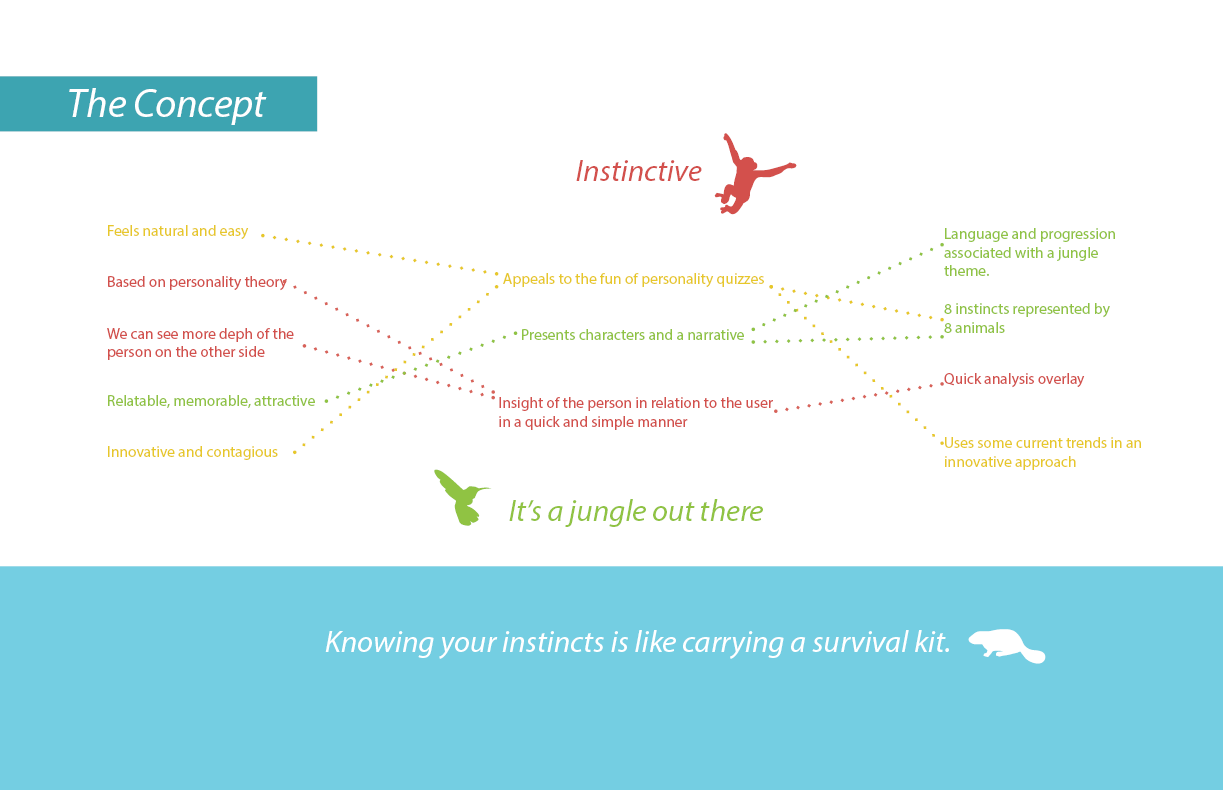 The Concept
Instinctive
Feels natural and easy
Based on personality theory
We can see more deph of the
person on the other side
Relatable, memorable, attractive
Innovative and contagious
Appeals to the fun of personality quizzes
Presents characters and a narrative
Insight of the person in relation to the user
in a quick and simple manner
Language and progression
associated with a jungle
theme.
8 instincts represented by
8 animals
Quick analysis overlay
Uses some current trends in an
innovative approach
It's a jungle out there
Knowing your instincts is like carrying a survival kit.